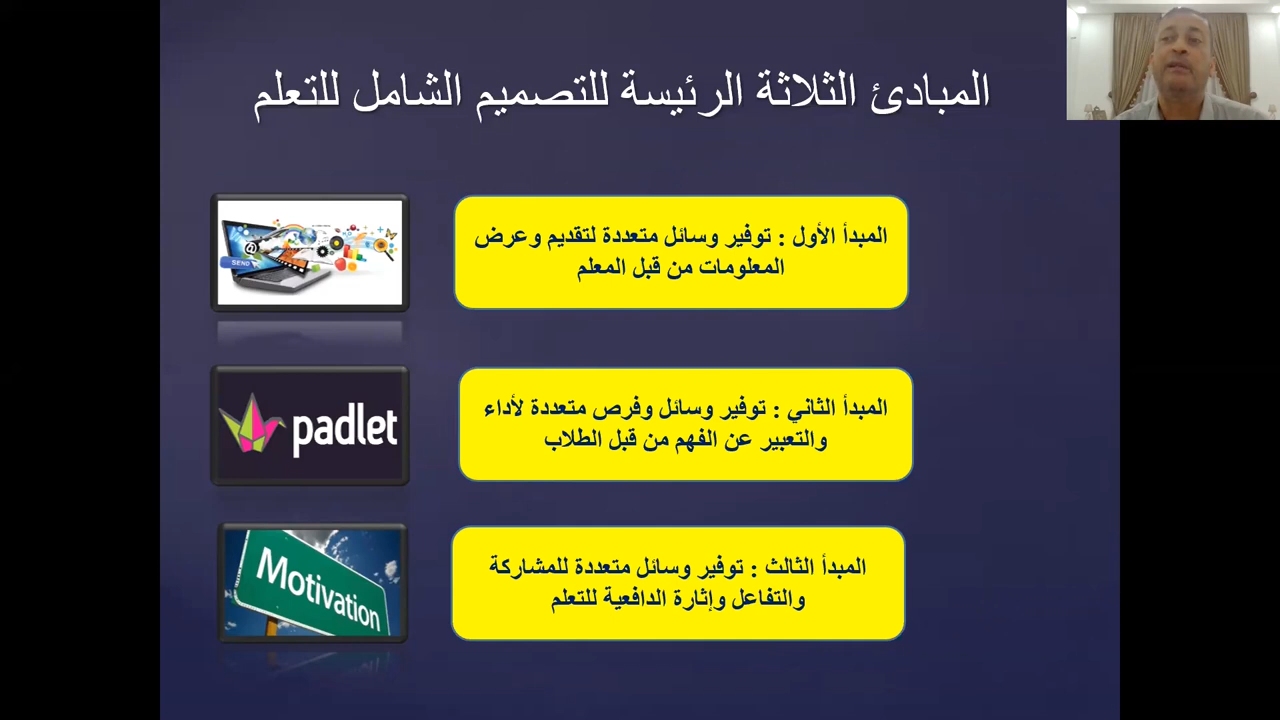 المبادئ الثلاثة الرئيسة للتصميم الشامل للتعلم
المبدأ الأول : توفير وسائل متعددة لتقديم وعرض
المعلومات من قبل المعلم
SEND
المبدأ الثاني : توفير وسائل وفرص متعددة لأداء
والتعبير عن الفهم من قبل الطلاب
padlet
المبدأ الثالث : توفير وسائل متعددة للمشاركة
والتفاعل وإثارة الدافعية للتعلم
Motivation